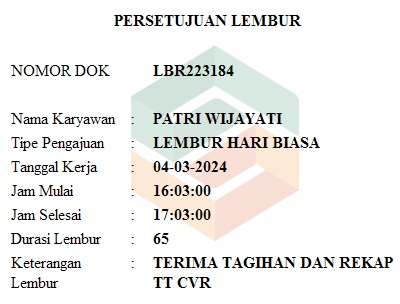 PERSETUJUAN LEMBUR
NOMOR DOK LBR223184
Nama Karyawan : PATRI WIJAYATI
Tipe Pengajuan : LEMBUR HARI BIASA
Tanggal Kerja : 04-03-2024
Jam Mulai : 16:03:00
Jam Selesai : 17:03:00
Durasi Lembur : 65
Keterangan : TERIMA TAGIHAN DAN REKAP
Lembur TT CVR